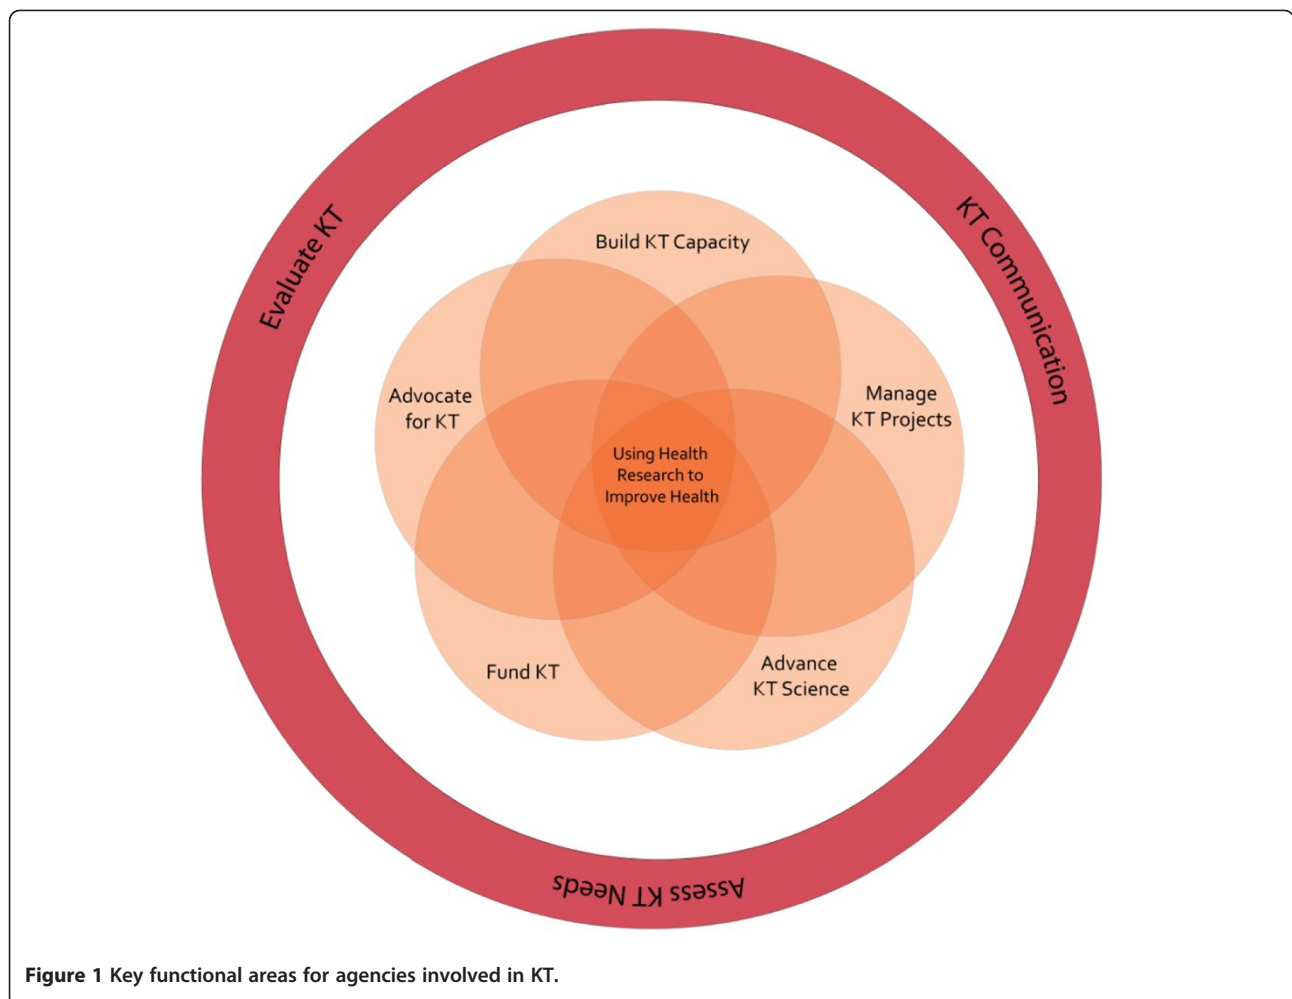 Evaluate KT
KT Communication
Build KT Capacity
Advocate
for KT
Manage
KT Projects
Using Health
Research to
Improve Health
Fund KT
Advance
KT Science
Assess KT Needs
Figure 1 Key functional areas for agencies involved in KT.